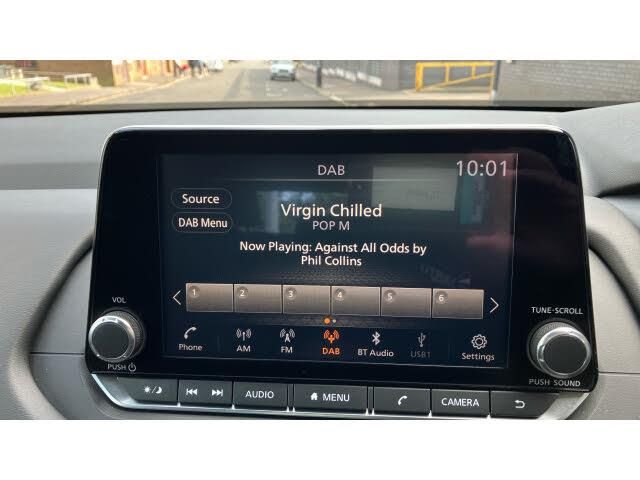 DAB
10:01
Source
Virgin Chilled
DAB Menu
POP M
Now Playing: Against All Odds by
Phil Collins
1 2 3 4 5 6
VOL
TUNE·SCROLL
Phone AM FM DAB BT Audio USB1 Settings
PUSH
PUSH SOUND
AUDIO MENU CAMERA